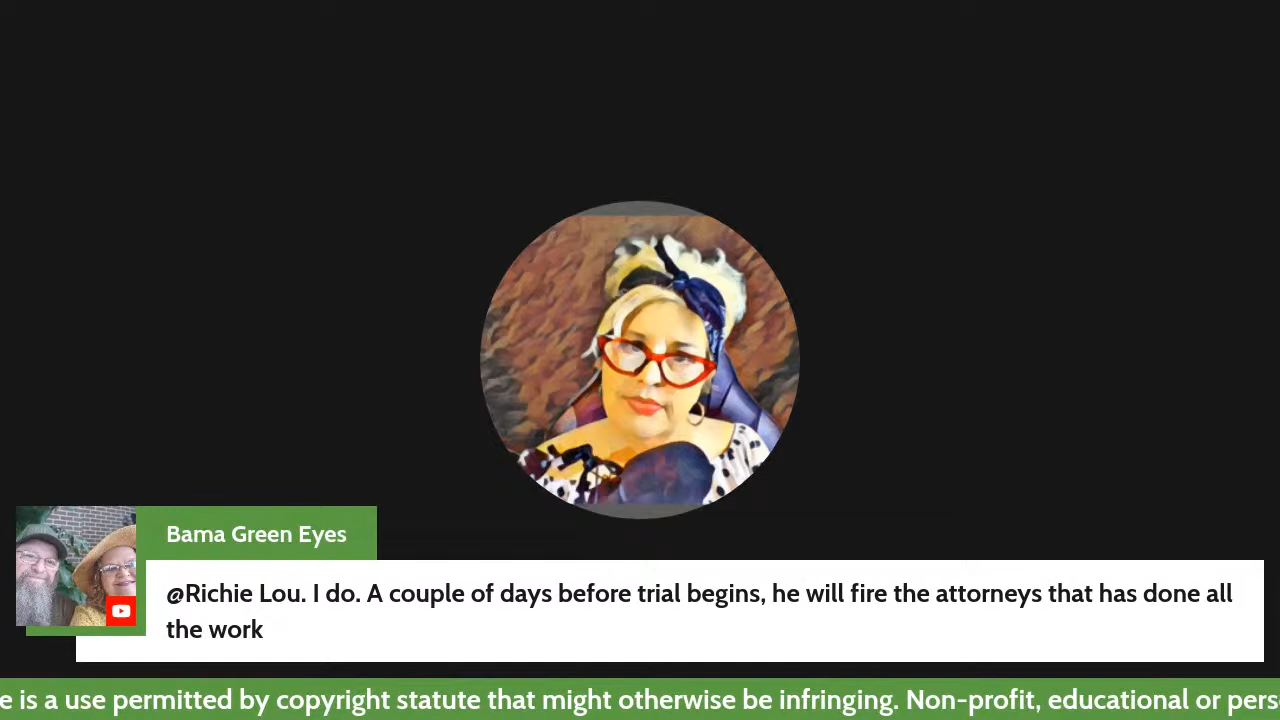 Bama Green Eyes
@Richie Lou. I do. A couple of days before trial begins, he will fire the attorneys that has done all
the work
e is a use permitted by copyright statute that might otherwise be infringing. Non-profit, educational or pers